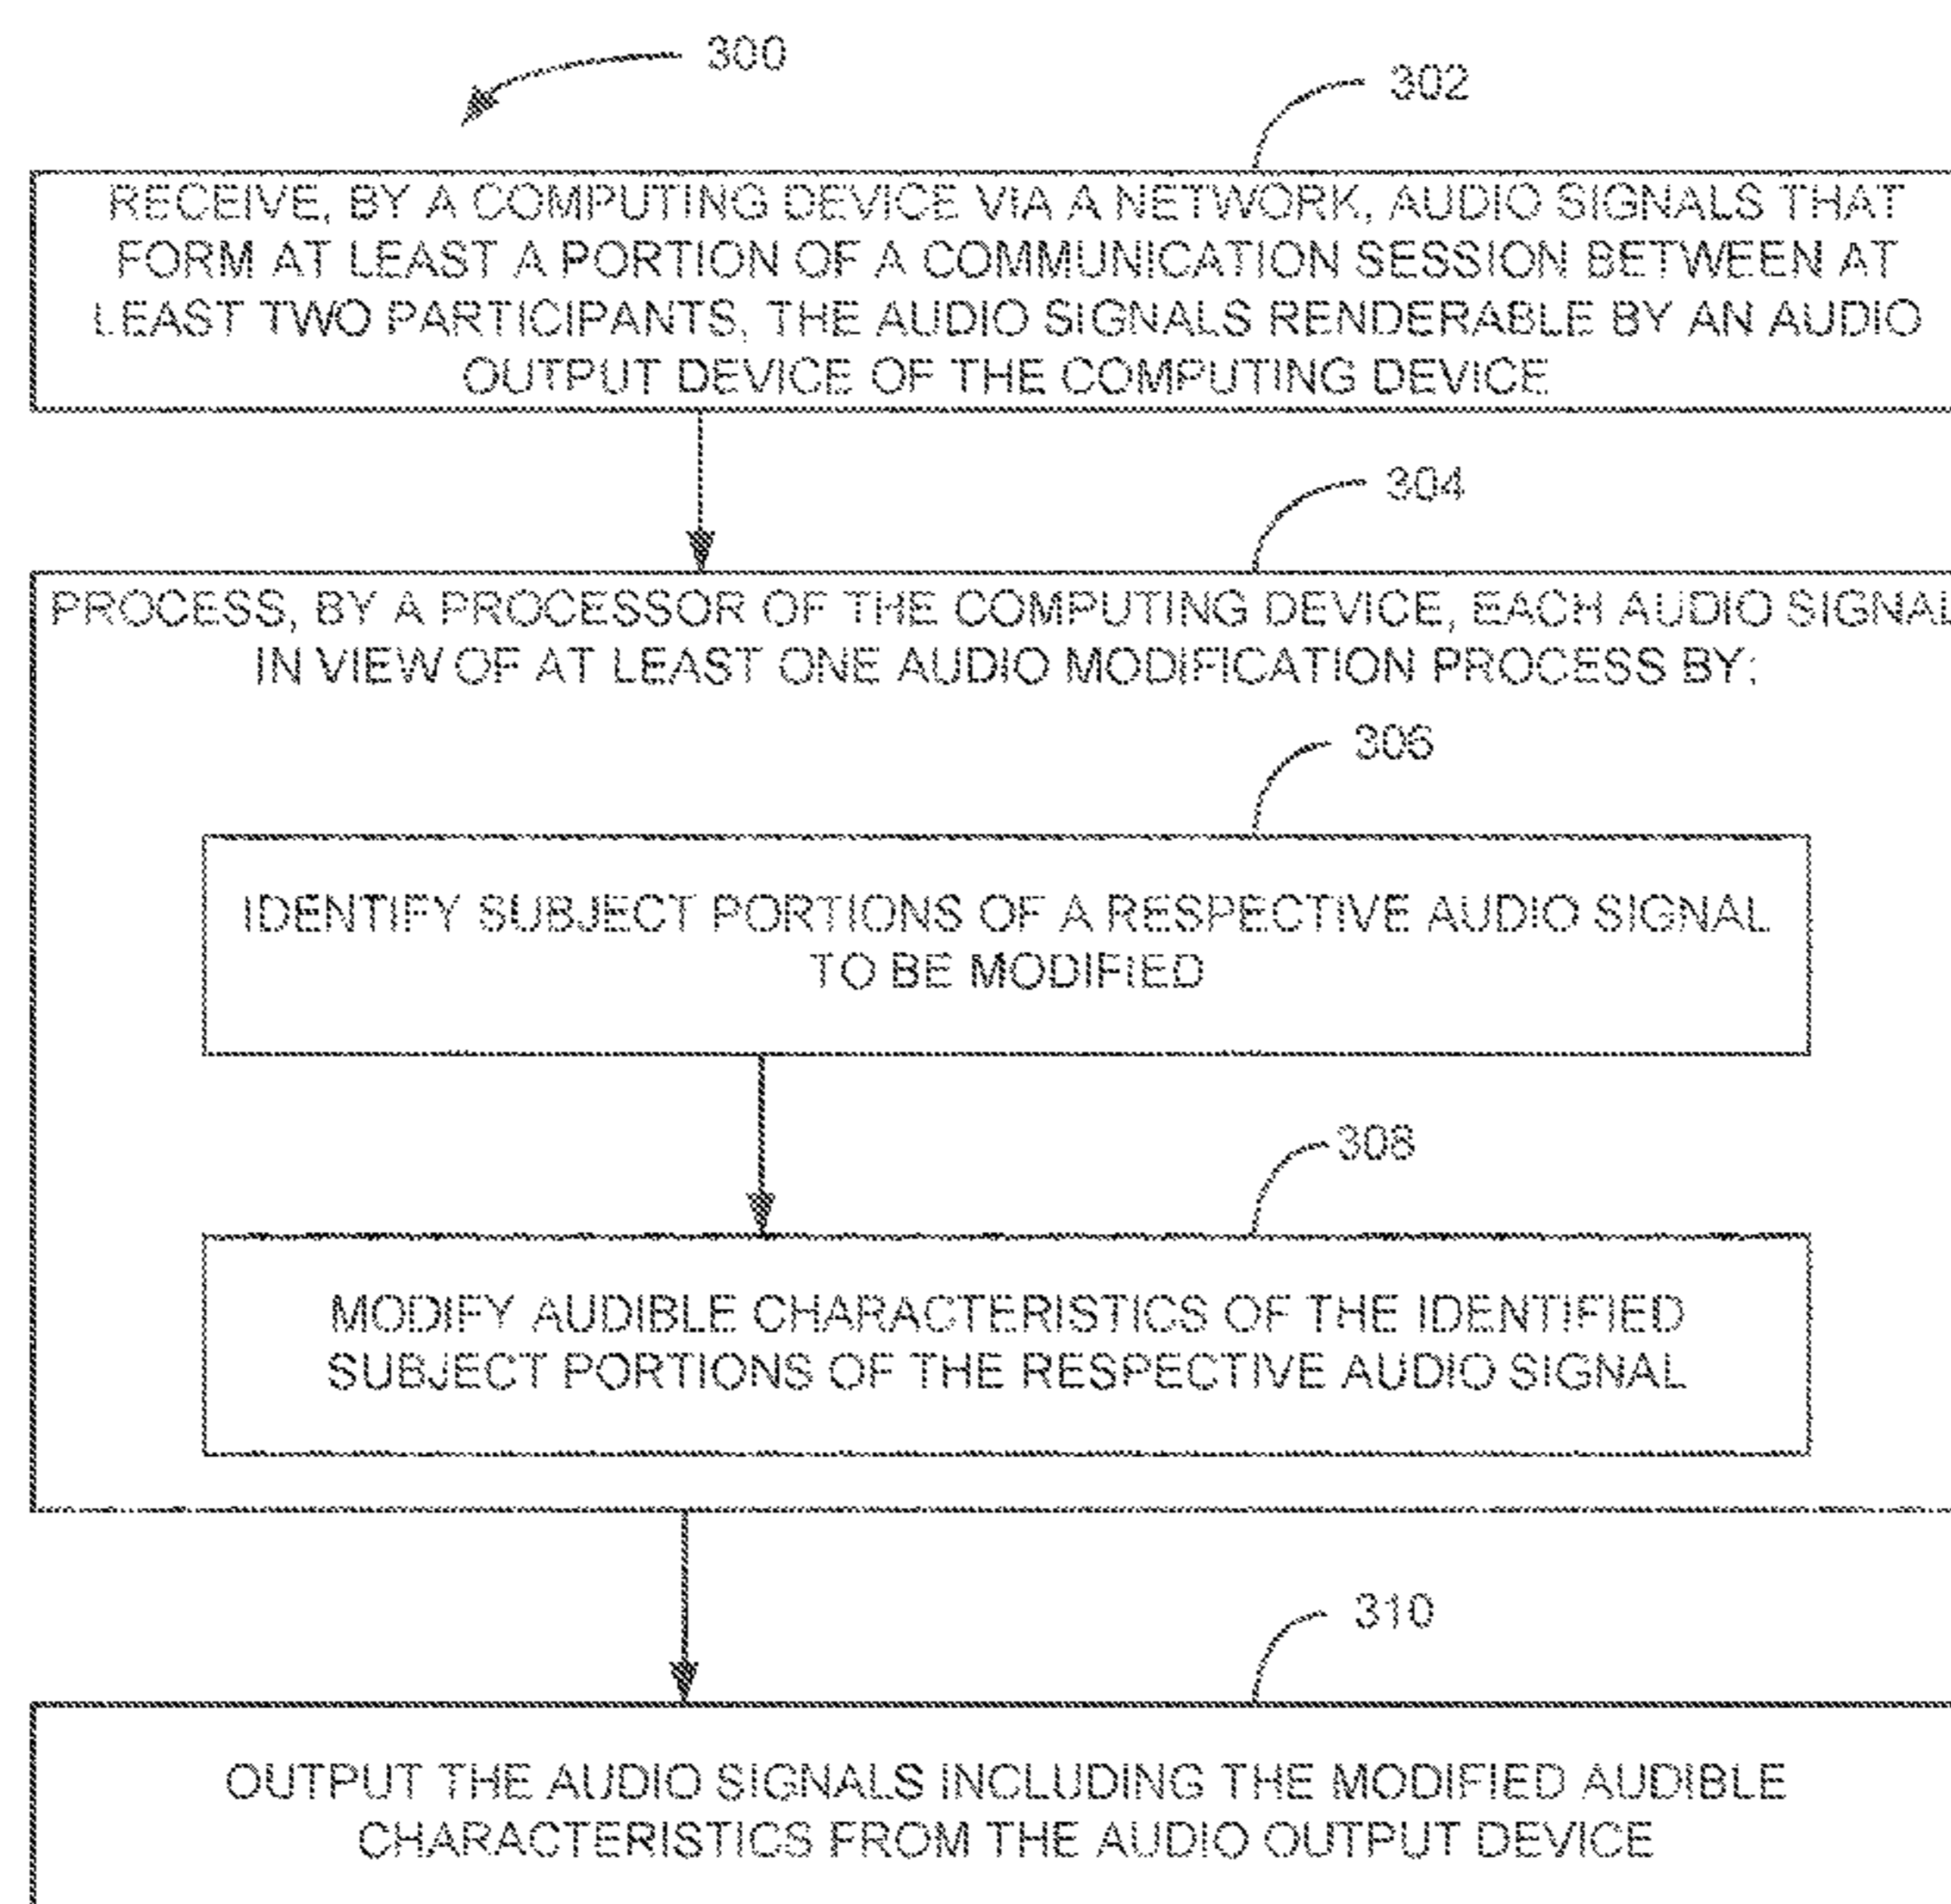 300
302
RECEIVE, BY A COMPUTING DEVICE VIA A NETWORK, AUDIO SIGNALS THAT
FORM AT LEAST A PORTION OF A COMMUNICATION SESSION BETWEEN AT
LEAST TWO PARTICIPANTS, THE AUDIO SIGNALS RENDERABLE BY AN AUDIO
OUTPUT DEVICE OF THE COMPUTING DEVICE
304
PROCESS, BY A PROCESSOR OF THE COMPUTING DEVICE, EACH AUDIO SIGNAL
IN VIEW OF AT LEAST ONE AUDIO MODIFICATION PROCESS BY:
306
IDENTIFY SUBJECT PORTIONS OF A RESPECTIVE AUDIO SIGNAL
TO BE MODIFIED
308
MODIFY AUDIBLE CHARACTERISTICS OF THE IDENTIFIED
SUBJECT PORTIONS OF THE RESPECTIVE AUDIO SIGNAL
310
OUTPUT THE AUDIO SIGNALS INCLUDING THE MODIFIED AUDIBLE
CHARACTERISTICS FROM THE AUDIO OUTPUT DEVICE